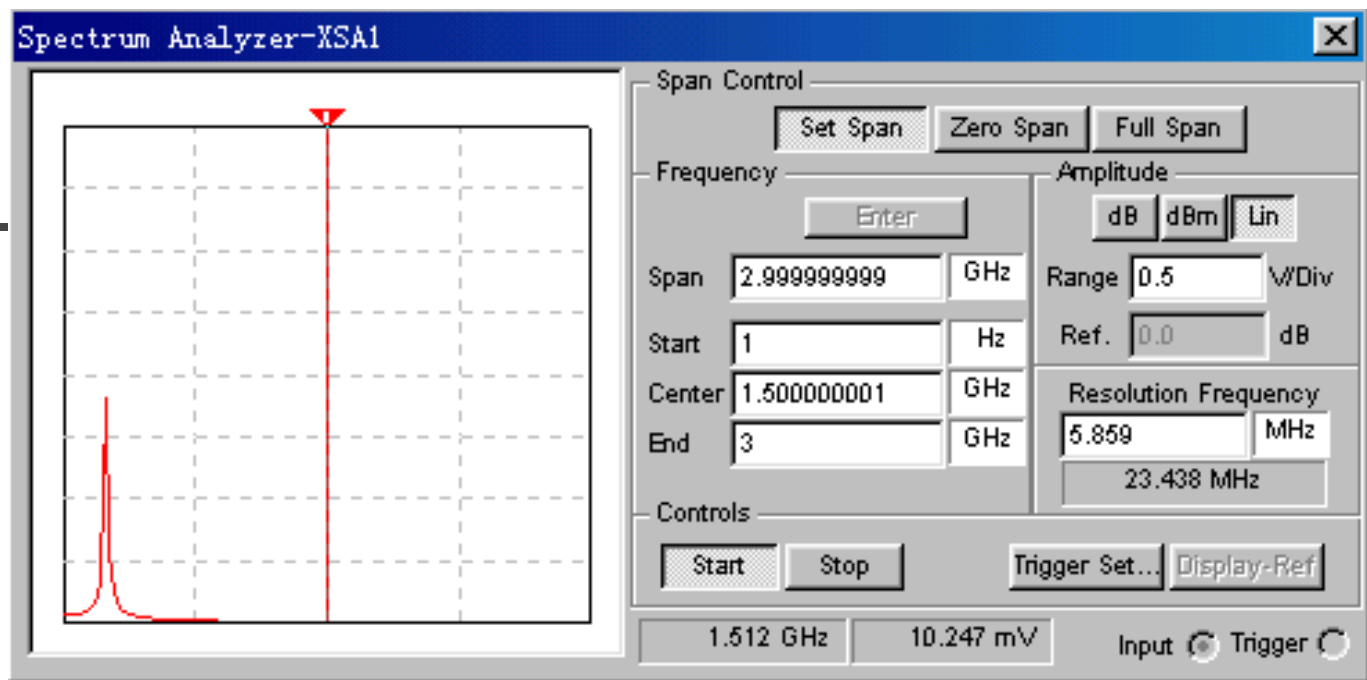 Spectrum Analyzer-XSA1
Span Control
Set Span Zero Span Full Span
Frequency
Enter
Span 2.999999999 GHz
Start 1 Hz
Center 1.500000001 GHz
End 3 GHz
Amplitude
dB dBm Lin
Range 0.5 V/Div
Ref. 0.0 dB
Resolution Frequency
5.859 MHz
23.438 MHz
Controls
Start Stop Trigger Set... Display-Ref
1.512 GHz 10.247 mV Input Trigger